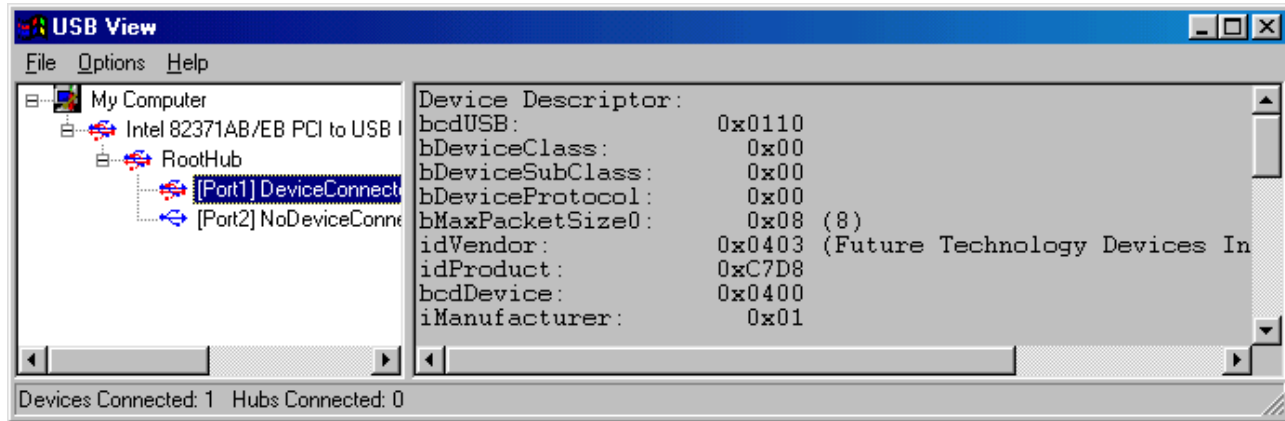 USB View
File Options Help
My Computer
Intel 82371AB/EB PCI to USB
RootHub
[Port1] DeviceConnect
[Port2] NoDeviceConne
Device Descriptor:
bcdUSB: 0x0110
bDeviceClass: 0x00
bDeviceSubClass: 0x00
bDeviceProtocol: 0x00
bMaxPacketSize0: 0x08 (8)
idVendor: 0x0403 (Future Technology Devices In
idProduct: 0xC7D8
bcdDevice: 0x0400
iManufacturer: 0x01
Devices Connected: 1 Hubs Connected: 0